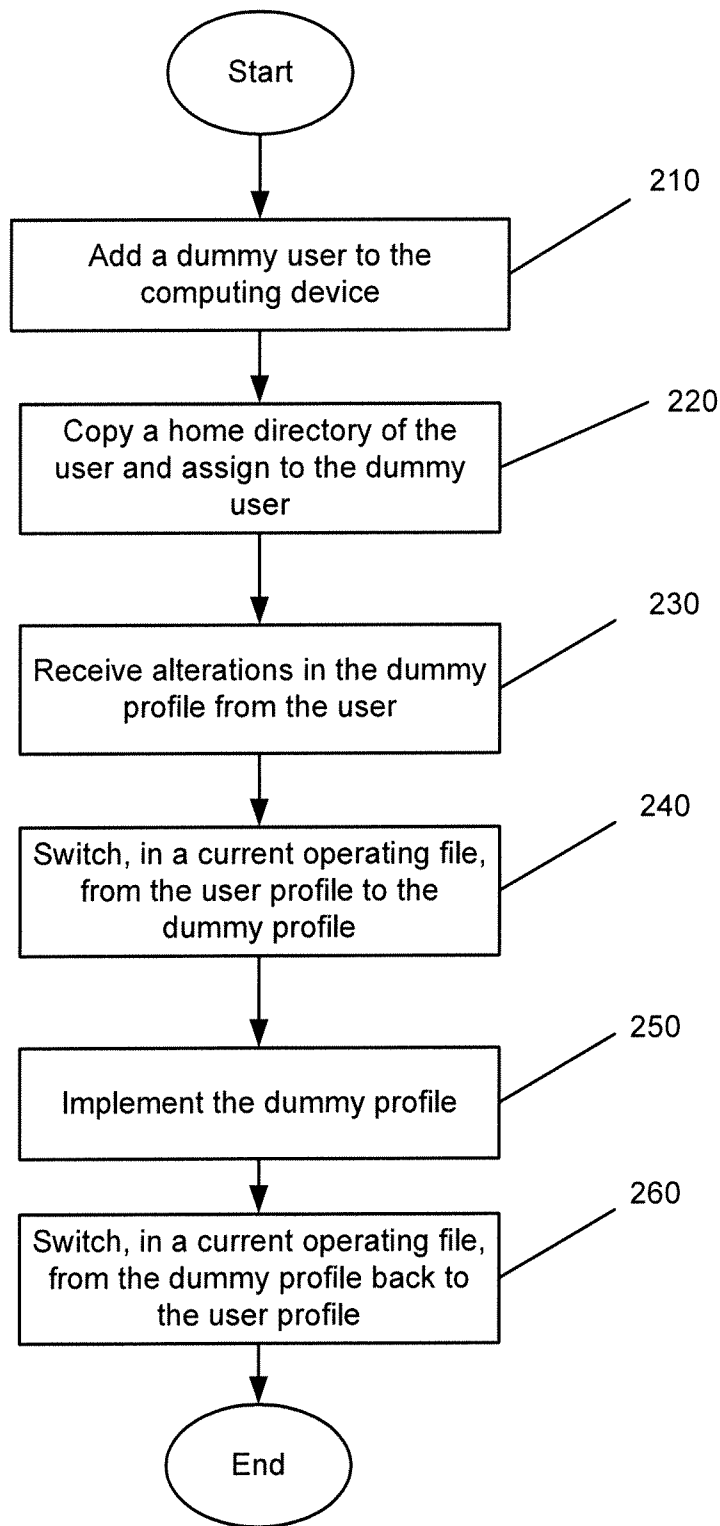 Start
210
Add a dummy user to the
computing device
220
Copy a home directory of the
user and assign to the dummy
user
230
Receive alterations in the dummy
profile from the user
240
Switch, in a current operating file,
from the user profile to the
dummy profile
250
Implement the dummy profile
260
Switch, in a current operating file,
from the dummy profile back to
the user profile
End